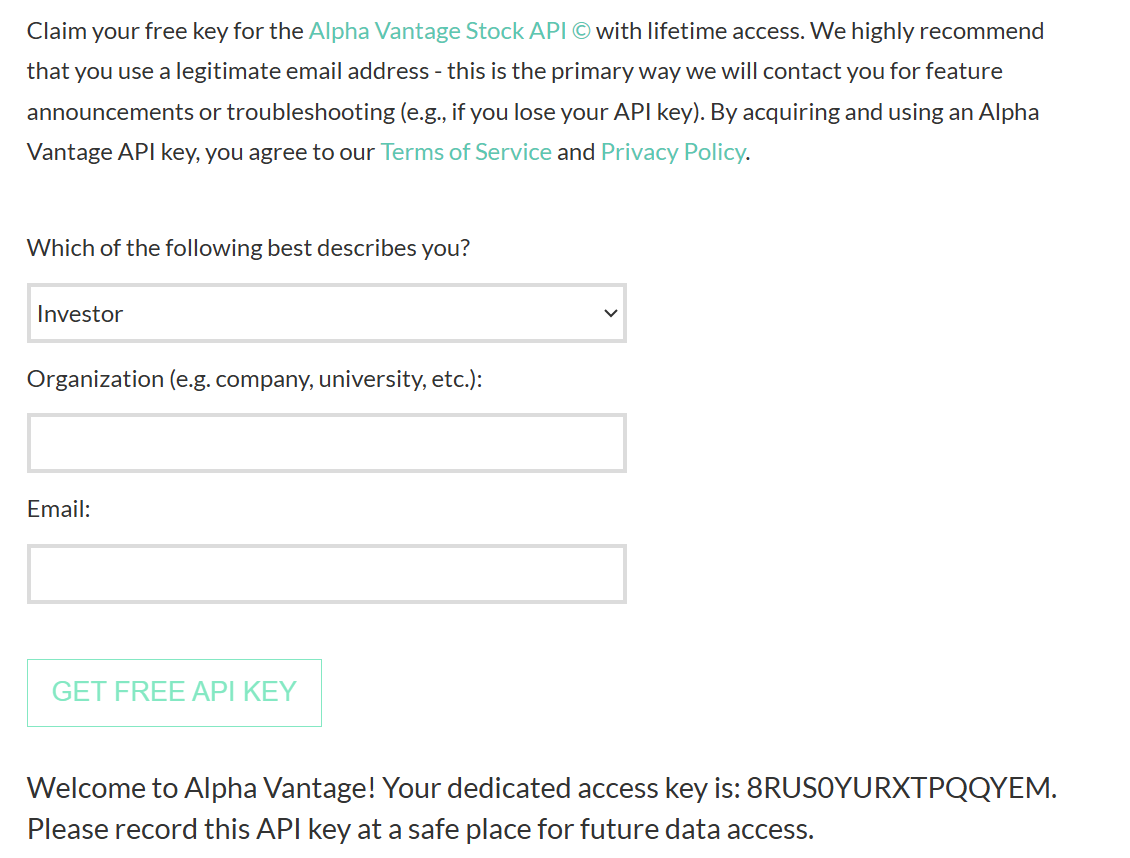 Claim your free key for the Alpha Vantage Stock API © with lifetime access. We highly recommend
that you use a legitimate email address - this is the primary way we will contact you for feature
announcements or troubleshooting (e.g., if you lose your API key). By acquiring and using an Alpha
Vantage API key, you agree to our Terms of Service and Privacy Policy.
Which of the following best describes you?
Investor
Organization (e.g. company, university, etc.):
Email:
GET FREE API KEY
Welcome to Alpha Vantage! Your dedicated access key is: 8RUS0YURXTPQQYEM.
Please record this API key at a safe place for future data access.